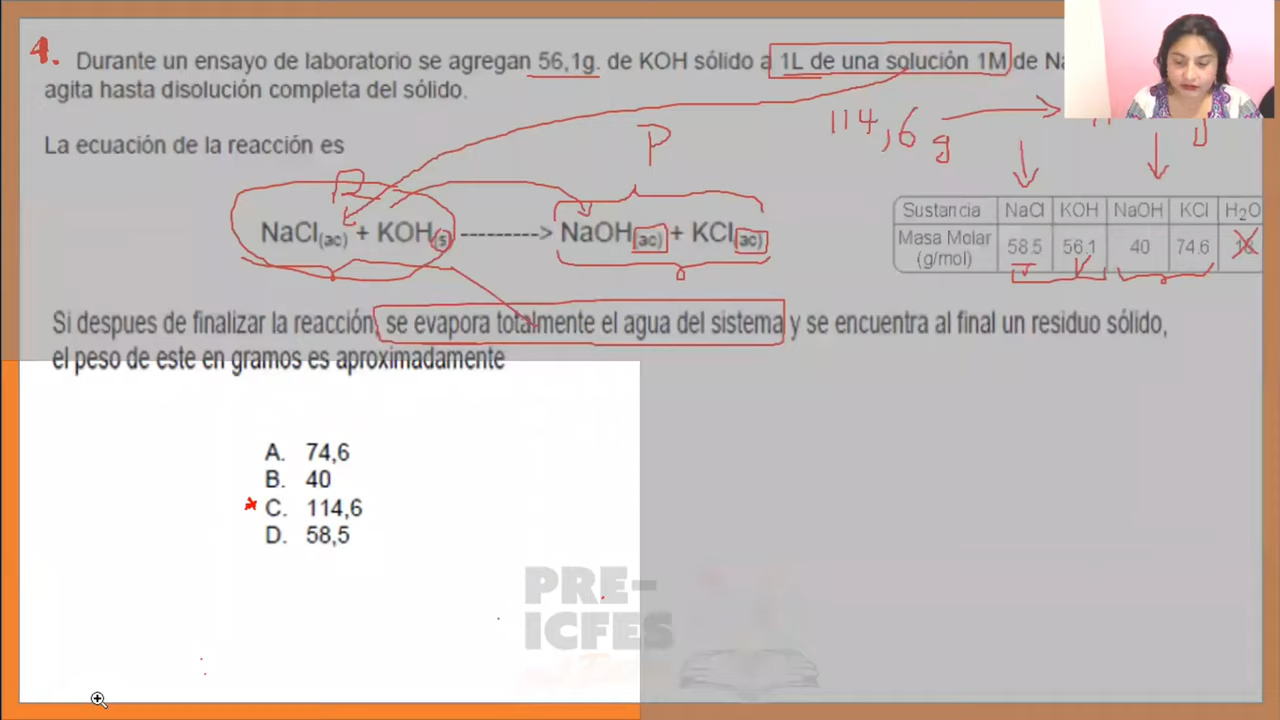 4. Durante un ensayo de laboratorio se agregan 56,1g. de KOH sólido a 1L de una solución 1M de Na
agita hasta disolución completa del sólido.
114,6 g
La ecuación de la reacción es
P
R
NaCl(ac) + KOH(s) ---------> NaOH(ac) + KCl(ac)
Sustancia NaCl KOH NaOH KCl H2O
Masa Molar (g/mol) 58.5 56.1 40 74.6 18
Si despues de finalizar la reacción, se evapora totalmente el agua del sistema y se encuentra al final un residuo sólido,
el peso de este en gramos es aproximadamente
A. 74,6
B. 40
* C. 114,6
D. 58,5
PRE-
ICFES